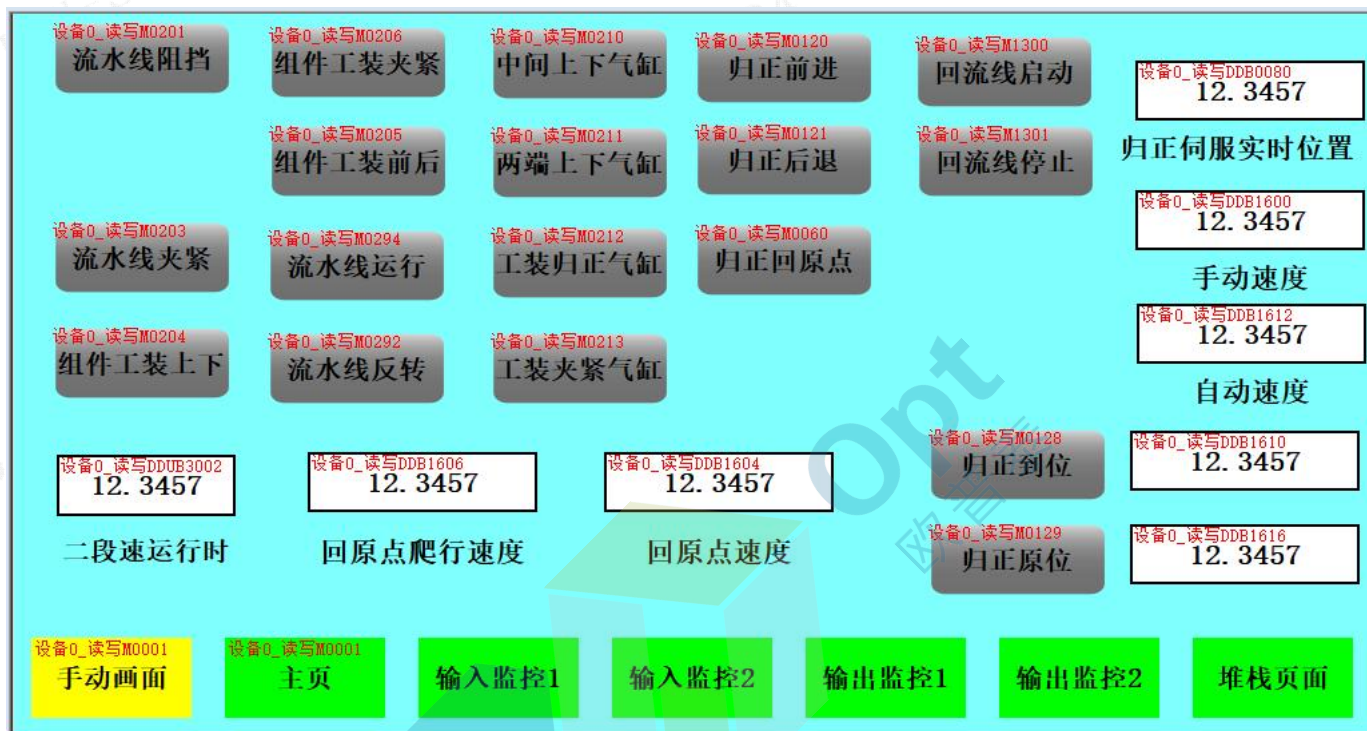 设备0_读写M0201
流水线阻挡
设备0_读写M0206
组件工装夹紧
设备0_读写M0210
中间上下气缸
设备0_读写M0120
归正前进
设备0_读写M1300
回流线启动
设备0_读写DDB0080
12.3457
归正伺服实时位置
设备0_读写M0205
组件工装前后
设备0_读写M0211
两端上下气缸
设备0_读写M0121
归正后退
设备0_读写M1301
回流线停止
设备0_读写DDB1600
12.3457
手动速度
设备0_读写M0203
流水线夹紧
设备0_读写M0294
流水线运行
设备0_读写M0212
工装归正气缸
设备0_读写M0060
归正回原点
设备0_读写DDB1612
12.3457
自动速度
设备0_读写M0204
组件工装上下
设备0_读写M0292
流水线反转
设备0_读写M0213
工装夹紧气缸
设备0_读写M0128
归正到位
设备0_读写DDB1610
12.3457
设备0_读写DDUB3002
12.3457
二段速运行时
设备0_读写DDB1606
12.3457
回原点爬行速度
设备0_读写DDB1604
12.3457
回原点速度
设备0_读写M0129
归正原位
设备0_读写DDB1616
12.3457
设备0_读写M0001
手动画面
设备0_读写M0001
主页
输入监控1
输入监控2
输出监控1
输出监控2
堆栈页面
Opt
欧普泰